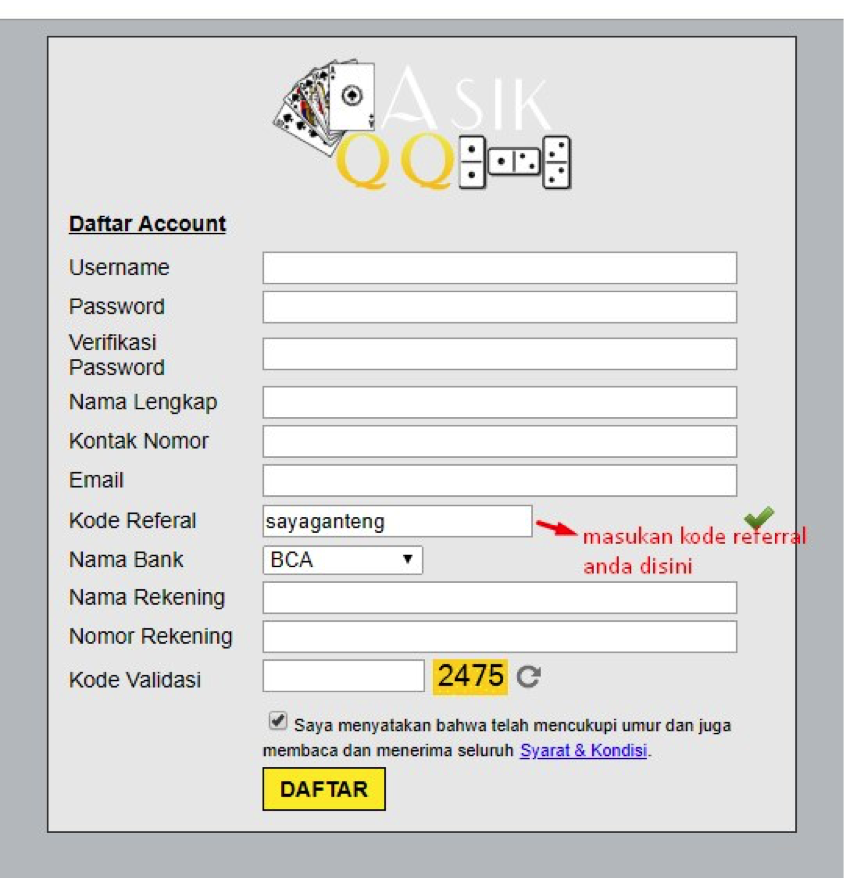 ASIK
QQ
Daftar Account
Username
Password
Verifikasi
Password
Nama Lengkap
Kontak Nomor
Email
Kode Referal sayaganteng
masukan kode referral
anda disini
Nama Bank BCA
Nama Rekening
Nomor Rekening
Kode Validasi 2475
Saya menyatakan bahwa telah mencukupi umur dan juga
membaca dan menerima seluruh Syarat & Kondisi.
DAFTAR